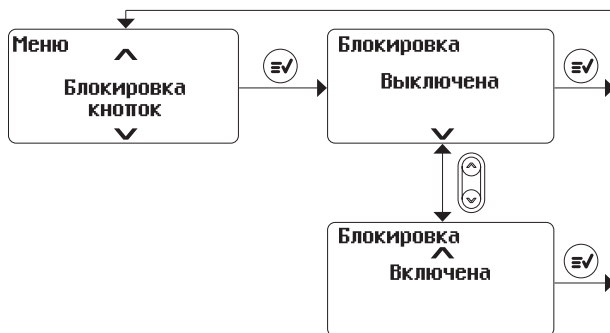 Меню
Блокировка
кнопок
Блокировка
Выключена
Блокировка
Включена